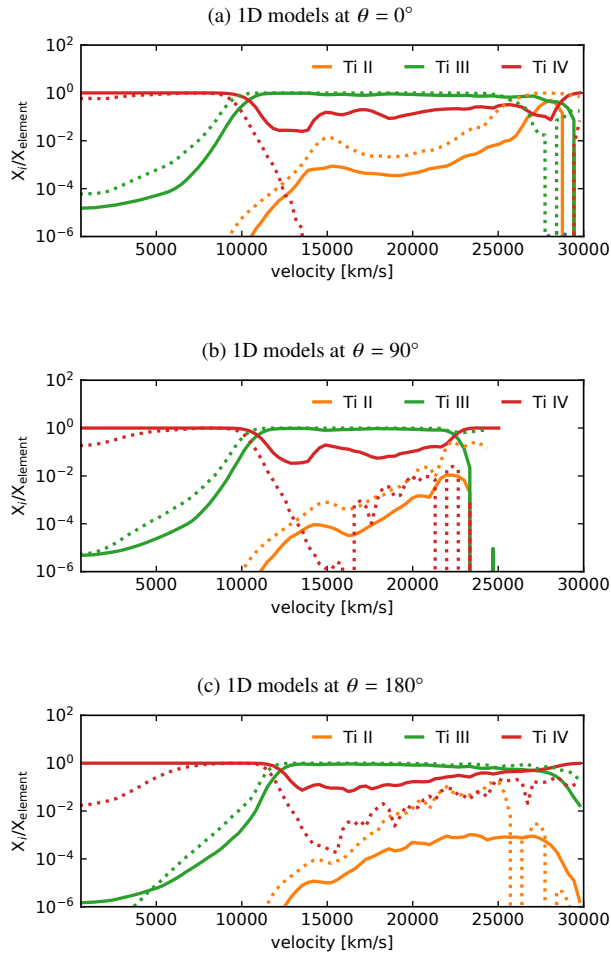 (a) 1D models at θ = 0°
10² 10⁰ 10⁻² 10⁻⁴ 10⁻⁶
Xᵢ/X_element
Ti II Ti III Ti IV
5000 10000 15000 20000 25000 30000
velocity [km/s]
(b) 1D models at θ = 90°
10² 10⁰ 10⁻² 10⁻⁴ 10⁻⁶
Xᵢ/X_element
Ti II Ti III Ti IV
5000 10000 15000 20000 25000 30000
velocity [km/s]
(c) 1D models at θ = 180°
10² 10⁰ 10⁻² 10⁻⁴ 10⁻⁶
Xᵢ/X_element
Ti II Ti III Ti IV
5000 10000 15000 20000 25000 30000
velocity [km/s]